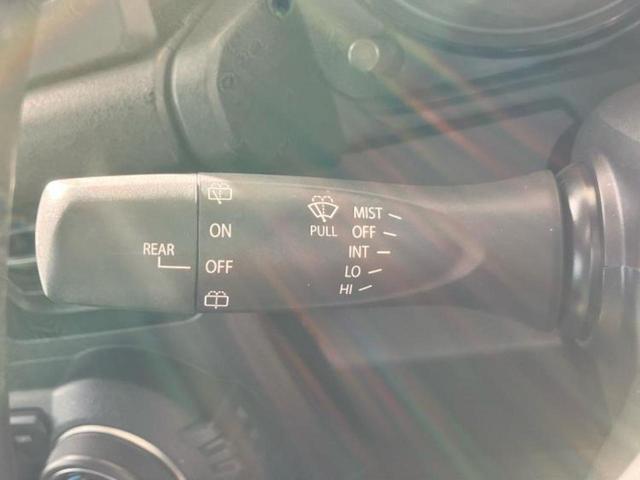 ON
REAR
OFF
PULL
MIST
OFF
INT
LO
HI